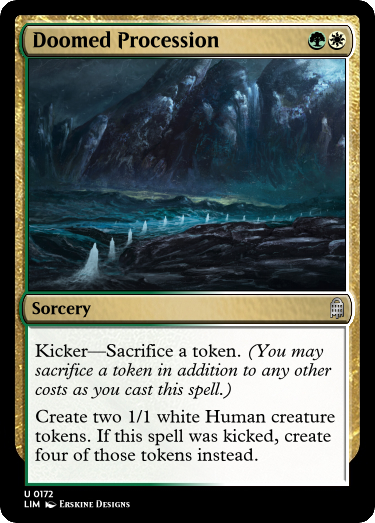 Doomed Procession
Sorcery
Kicker—Sacrifice a token. (You may
sacrifice a token in addition to any other
costs as you cast this spell.)
Create two 1/1 white Human creature
tokens. If this spell was kicked, create
four of those tokens instead.
U 0172
LIM Erskine Designs